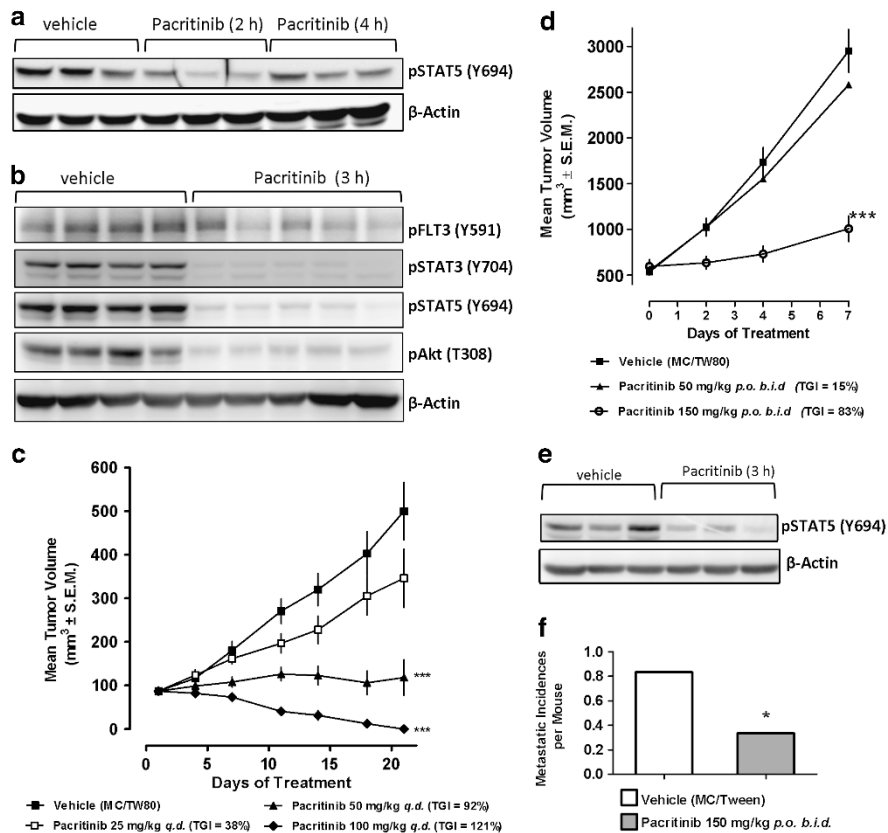 a
vehicle
Pacritinib (2 h)
Pacritinib (4 h)
pSTAT5 (Y694)
β-Actin
b
vehicle
Pacritinib (3 h)
pFLT3 (Y591)
pSTAT3 (Y704)
pSTAT5 (Y694)
pAkt (T308)
β-Actin
c
600
500
400
300
200
100
0
Mean Tumor Volume
(mm³ ± S.E.M.)
***
***
0 5 10 15 20
Days of Treatment
Vehicle (MC/TW80)
Pacritinib 25 mg/kg q.d. (TGI = 38%)
Pacritinib 50 mg/kg q.d. (TGI = 92%)
Pacritinib 100 mg/kg q.d. (TGI = 121%)
d
3000
2500
2000
1500
1000
500
Mean Tumor Volume
(mm³ ± S.E.M.)
***
0 1 2 3 4 5 6 7
Days of Treatment
Vehicle (MC/TW80)
Pacritinib 50 mg/kg p.o. b.i.d (TGI = 15%)
Pacritinib 150 mg/kg p.o. b.i.d (TGI = 83%)
e
vehicle
Pacritinib (3 h)
pSTAT5 (Y694)
β-Actin
f
1.0
0.8
0.6
0.4
0.2
0.0
Metastatic Incidences
per Mouse
*
Vehicle (MC/Tween)
Pacritinib 150 mg/kg p.o. b.i.d.